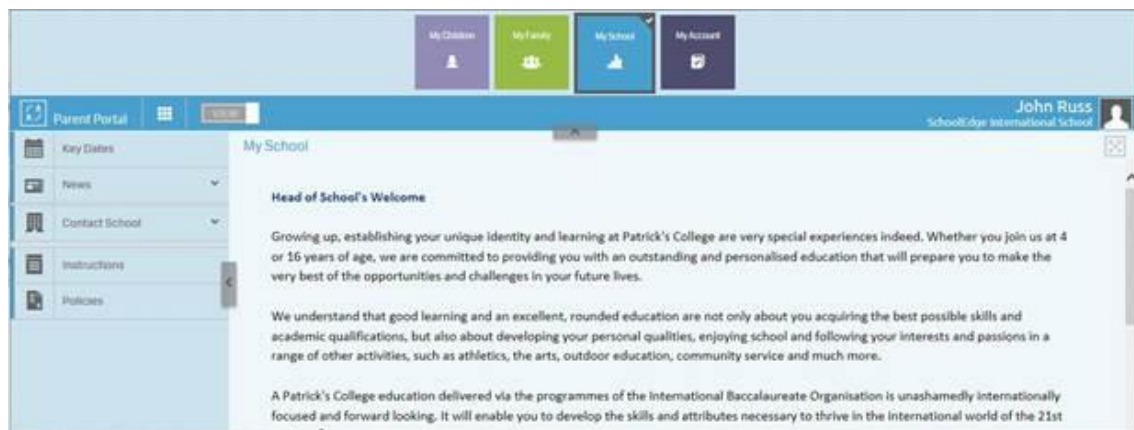 My Children
My Family
My School
My Account
Parent Portal
VIEW
John Russ
SchoolEdge International School
Key Dates
News
Contact School
Instructions
Policies
My School
Head of School's Welcome
Growing up, establishing your unique identity and learning at Patrick's College are very special experiences indeed. Whether you join us at 4
or 16 years of age, we are committed to providing you with an outstanding and personalised education that will prepare you to make the
very best of the opportunities and challenges in your future lives.
We understand that good learning and an excellent, rounded education are not only about you acquiring the best possible skills and
academic qualifications, but also about developing your personal qualities, enjoying school and following your interests and passions in a
range of other activities, such as athletics, the arts, outdoor education, community service and much more.
A Patrick's College education delivered via the programmes of the International Baccalaureate Organisation is unashamedly internationally
focused and forward looking. It will enable you to develop the skills and attributes necessary to thrive in the international world of the 21st